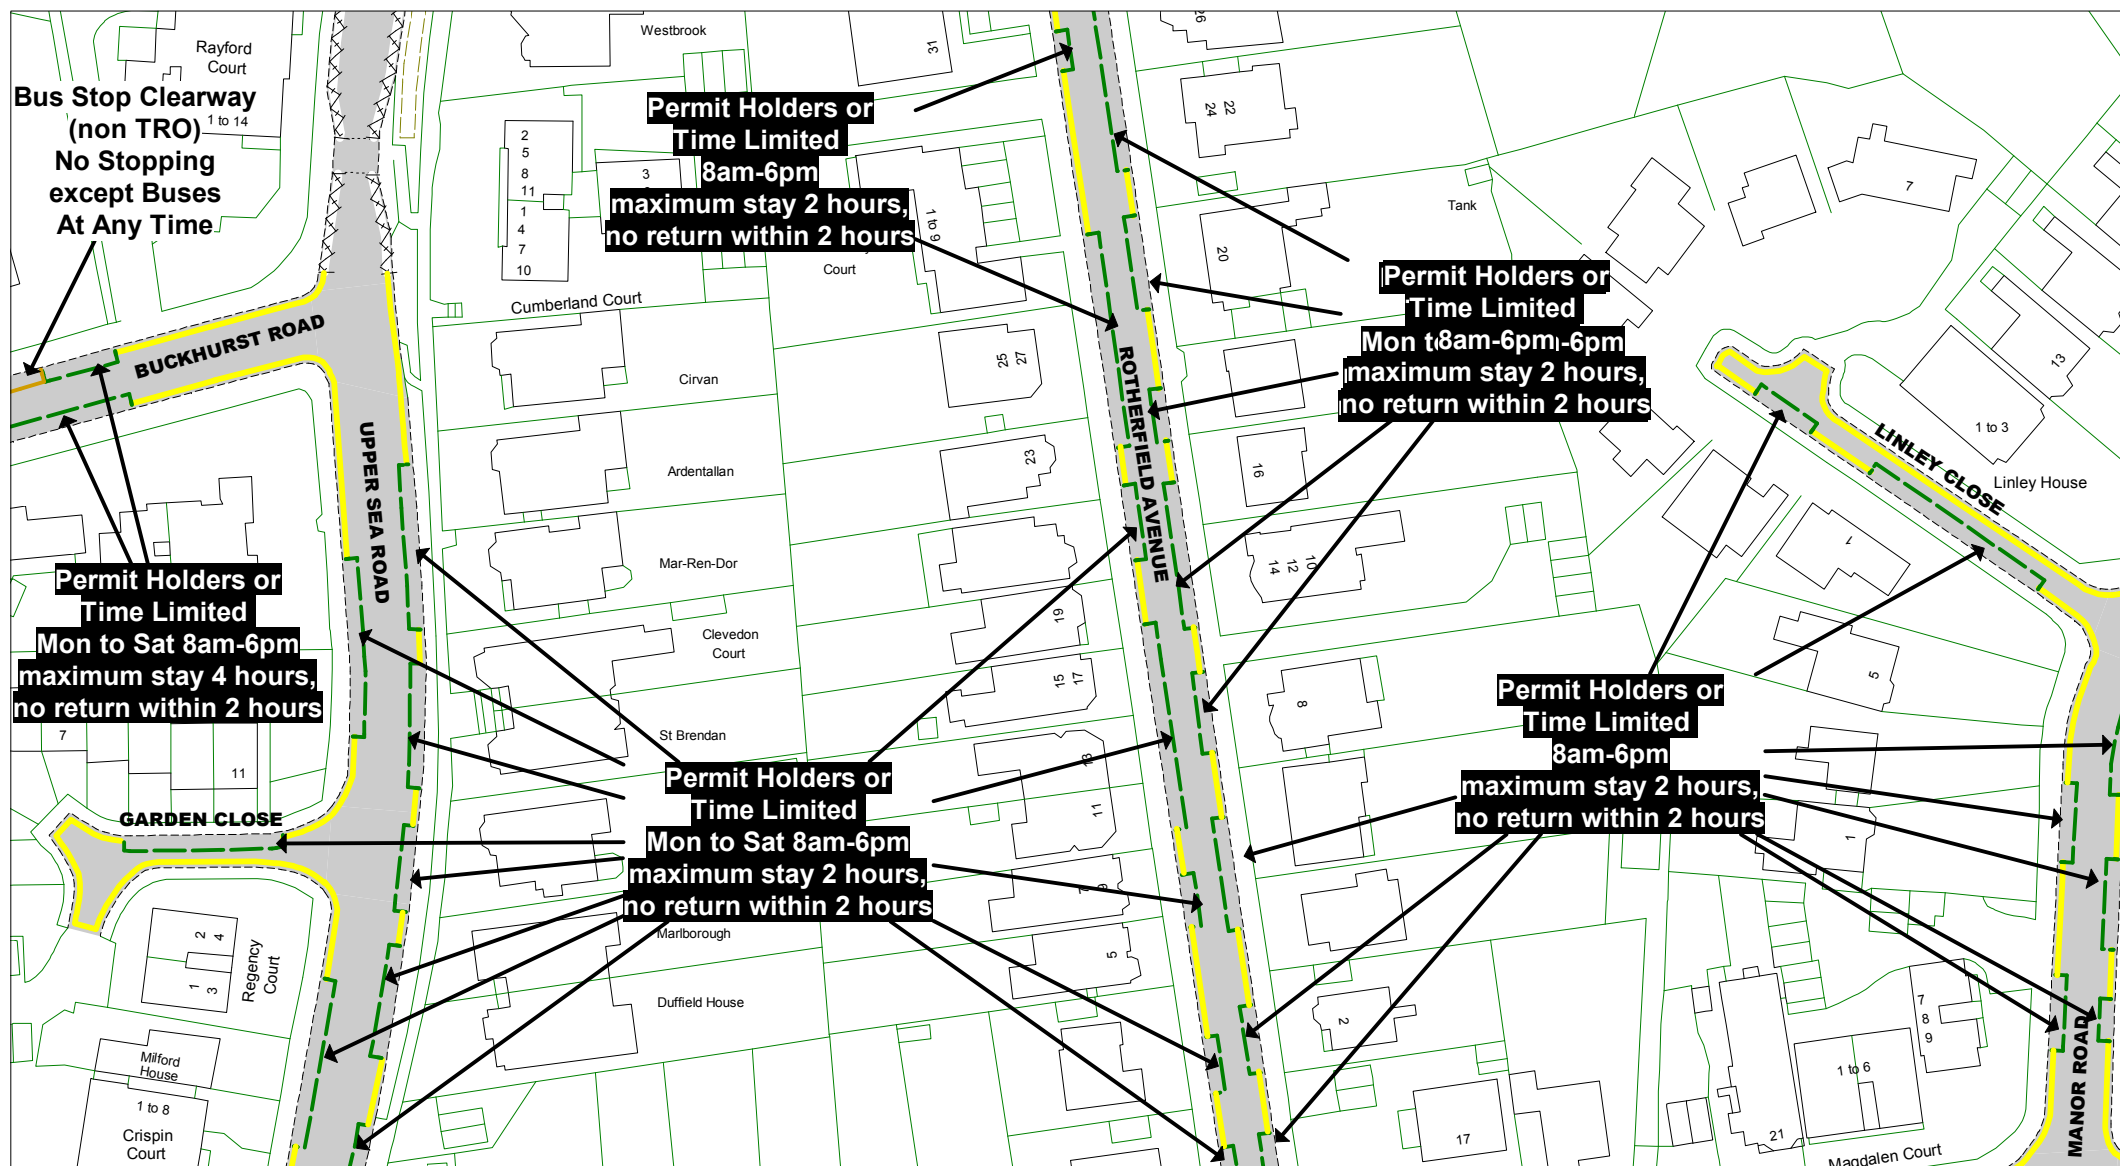 Westbrook
26
31
Rayford
Court
1 to 14
Bus Stop Clearway
(non TRO)
No Stopping
except Buses
At Any Time
Permit Holders or
Time Limited
8am-6pm
maximum stay 2 hours,
no return within 2 hours
24
22
2
5
8
11
1
4
7
10
3
1 to 9
Court
Tank
7
20
Cumberland Court
Permit Holders or
Time Limited
Mon t 8am-6pm -6pm
maximum stay 2 hours,
no return within 2 hours
BUCKHURST ROAD
25
27
Cirvan
13
1 to 3
Linley House
LINLEY CLOSE
ROTHERFIELD AVENUE
UPPER SEA ROAD
Ardentallan
23
16
Mar-Ren-Dor
14
12
10
1
Permit Holders or
Time Limited
Mon to Sat 8am-6pm
maximum stay 4 hours,
no return within 2 hours
Clevedon
Court
19
15
17
5
8
7
11
St Brendan
Permit Holders or
Time Limited
Mon to Sat 8am-6pm
maximum stay 2 hours,
no return within 2 hours
Permit Holders or
Time Limited
8am-6pm
maximum stay 2 hours,
no return within 2 hours
11
1
GARDEN CLOSE
Marlborough
2
4
1
3
Regency
Court
5
Duffield House
2
7
8
9
MANOR ROAD
Milford
House
1 to 8
Crispin
Court
1 to 6
17
21
Magdalen Court